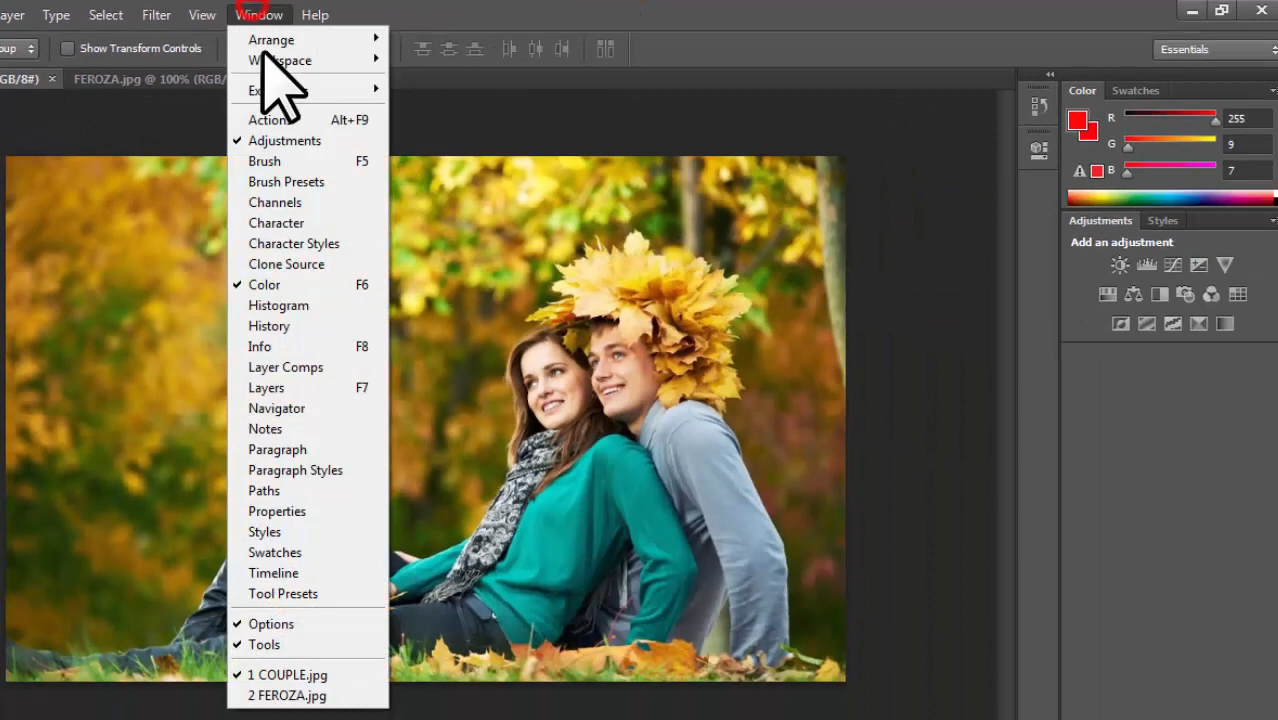 ayer Type Select Filter View Window Help
oup Show Transform Controls Essentials
GB/8#) × FEROZA.jpg @ 100% (RGB/
Arrange
Workspace
Actions Alt+F9
Adjustments
Brush F5
Brush Presets
Channels
Character
Character Styles
Clone Source
Color F6
Histogram
History
Info F8
Layer Comps
Layers F7
Navigator
Notes
Paragraph
Paragraph Styles
Paths
Properties
Styles
Swatches
Timeline
Tool Presets
Options
Tools
1 COUPLE.jpg
2 FEROZA.jpg
Color Swatches
R 255
G 9
B 7
Adjustments Styles
Add an adjustment